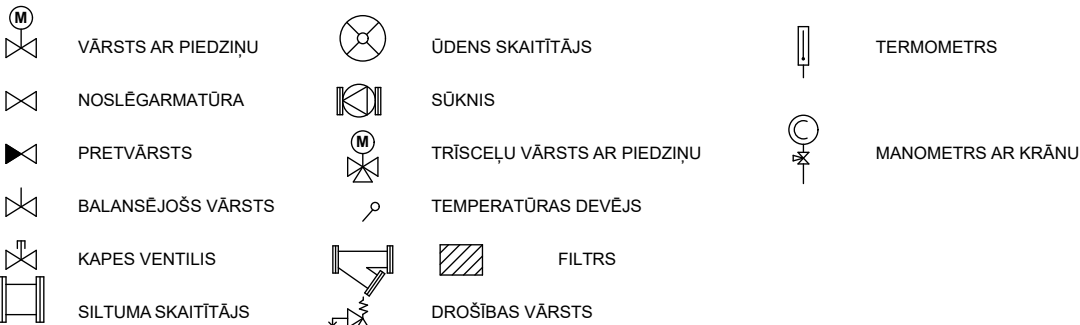 M
VĀRSTS AR PIEDZIŅU
ŪDENS SKAITĪTĀJS
TERMOMETRS
NOSLĒGARMATŪRA
SŪKNIS
PRETVĀRSTS
M
TRĪSCEĻU VĀRSTS AR PIEDZIŅU
MANOMETRS AR KRĀNU
BALANSĒJOŠS VĀRSTS
TEMPERATŪRAS DEVĒJS
KAPES VENTILIS
FILTRS
SILTUMA SKAITĪTĀJS
DROŠĪBAS VĀRSTS